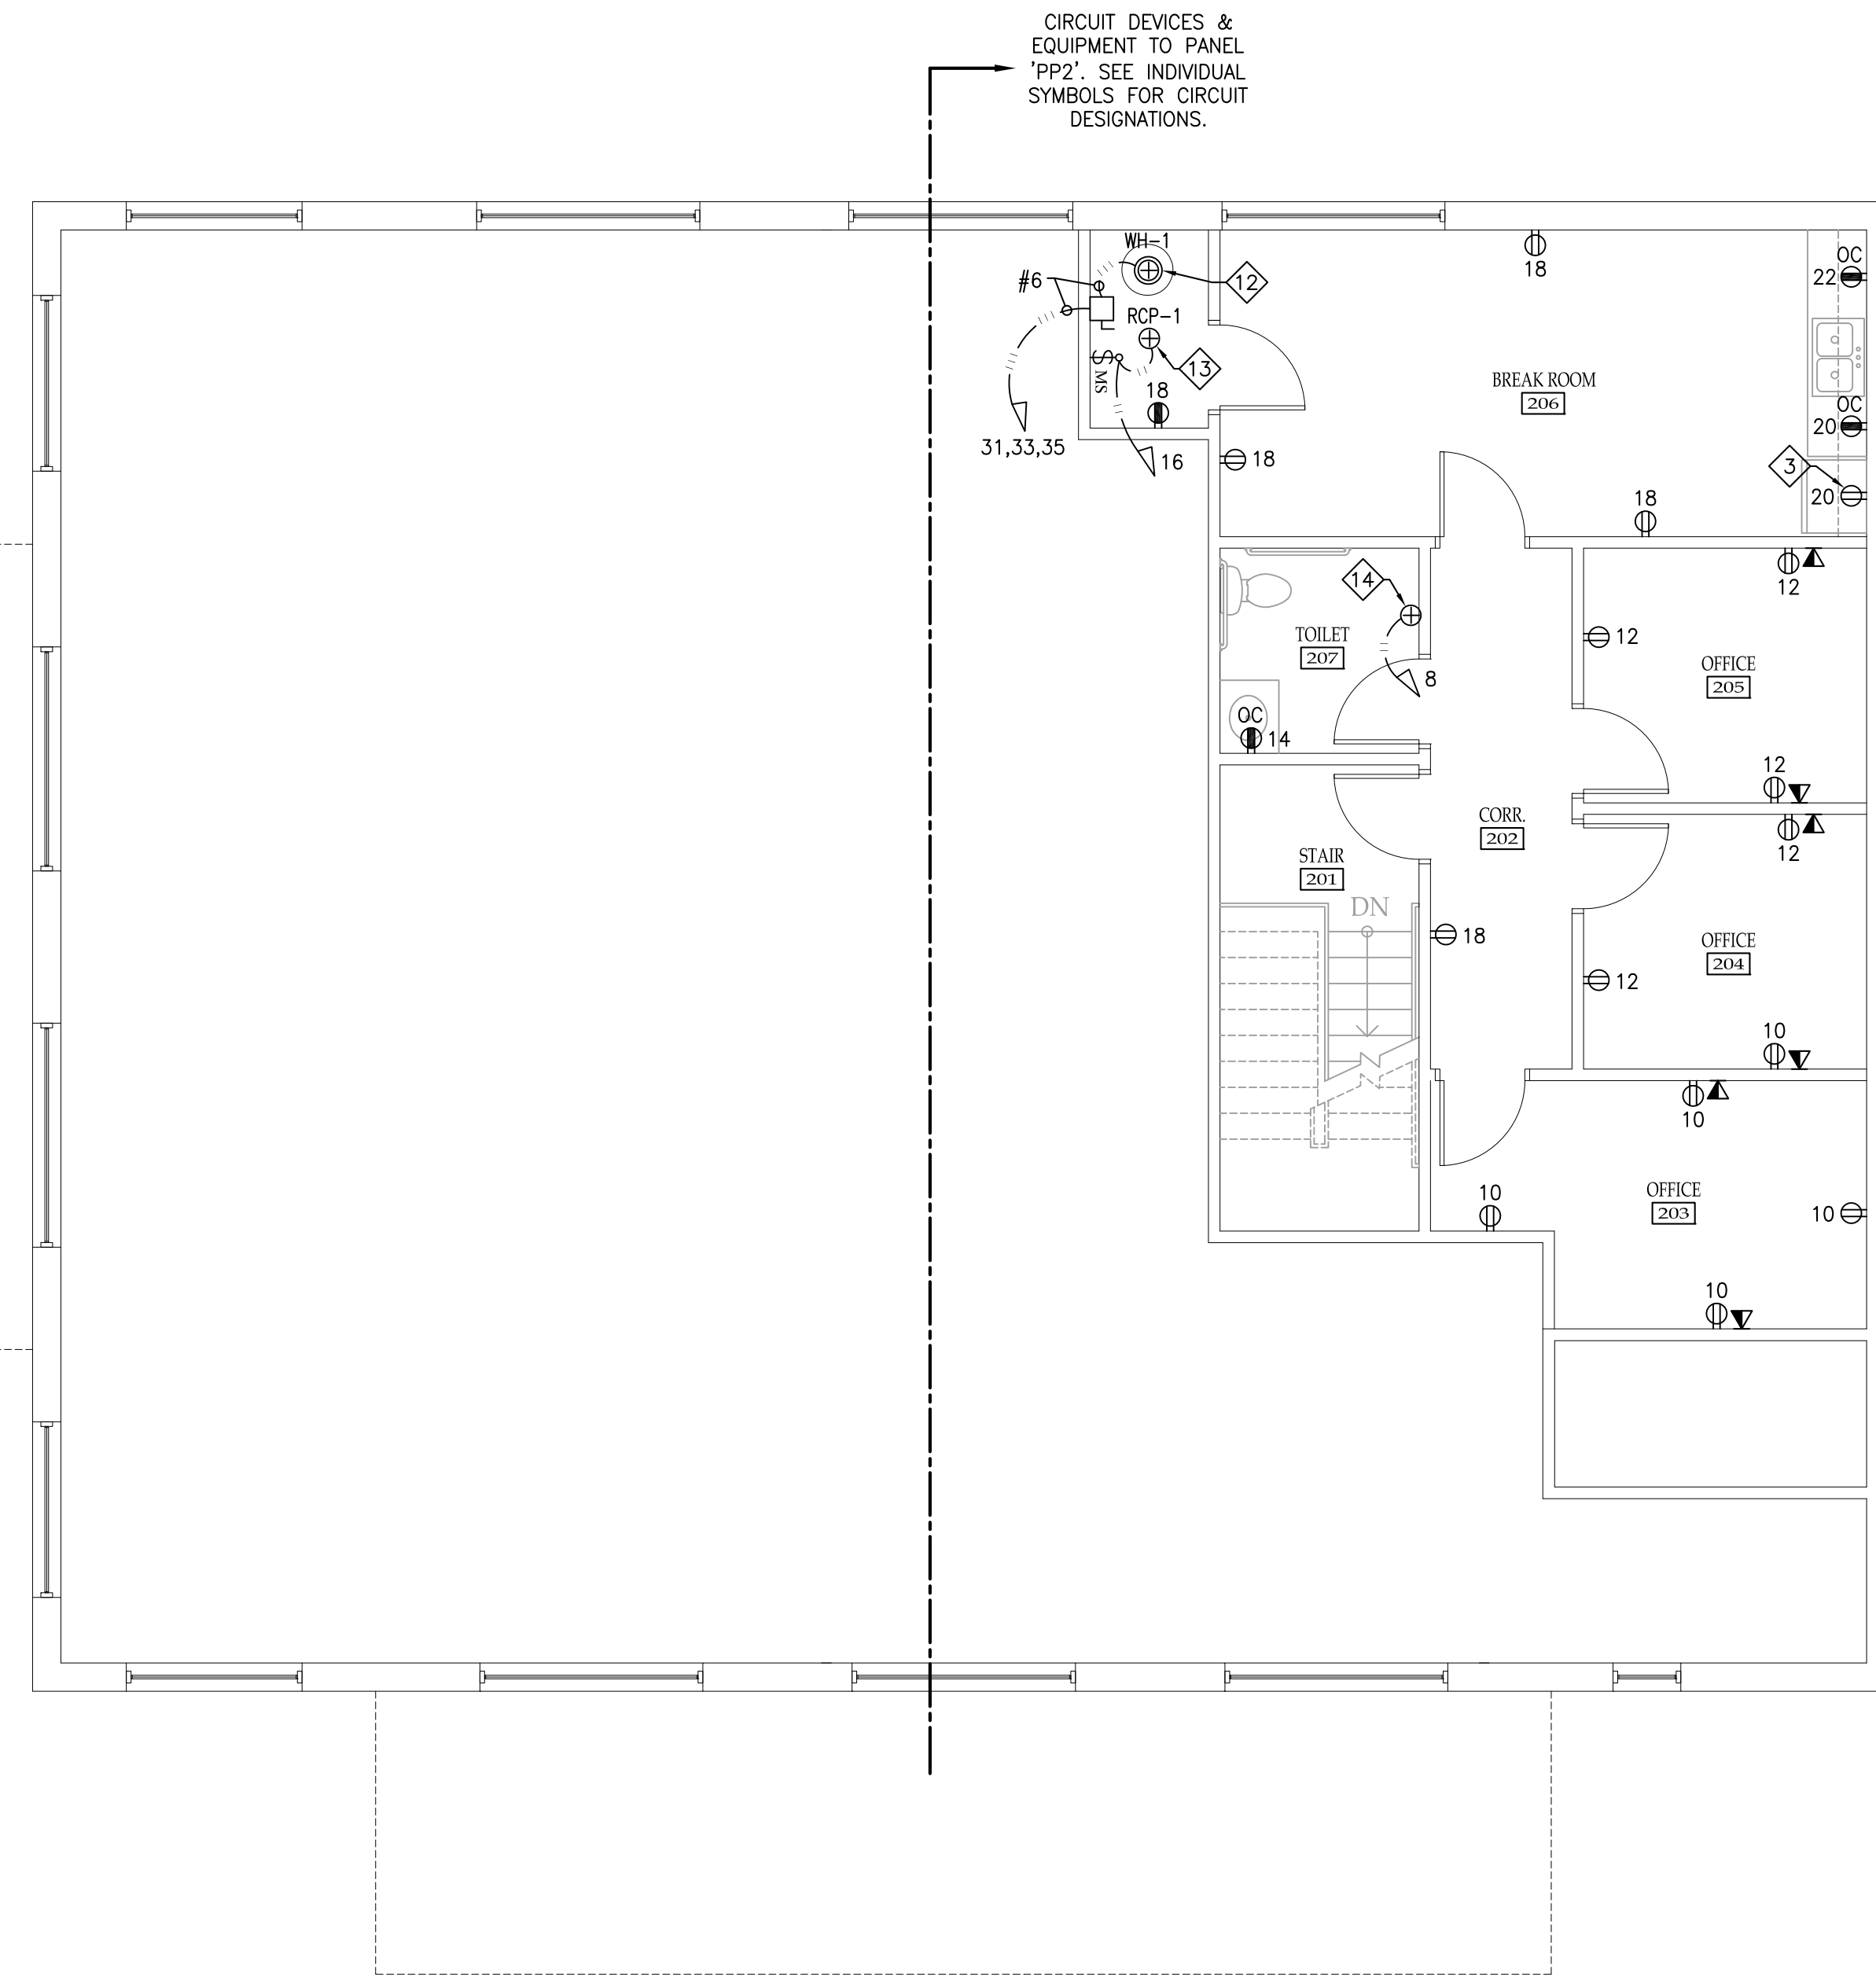 CIRCUIT DEVICES &
EQUIPMENT TO PANEL
'PP2'. SEE INDIVIDUAL
SYMBOLS FOR CIRCUIT
DESIGNATIONS.
WH-1
#6
12
RCP-1
13
$ MS
18
31,33,35
16
18
18
OC
22
BREAK ROOM
206
OC
20
3
20
18
14
TOILET
207
8
OC
14
12
12
OFFICE
205
12
STAIR
201
DN
CORR.
202
18
12
OFFICE
204
12
10
10
10
OFFICE
203
10
10